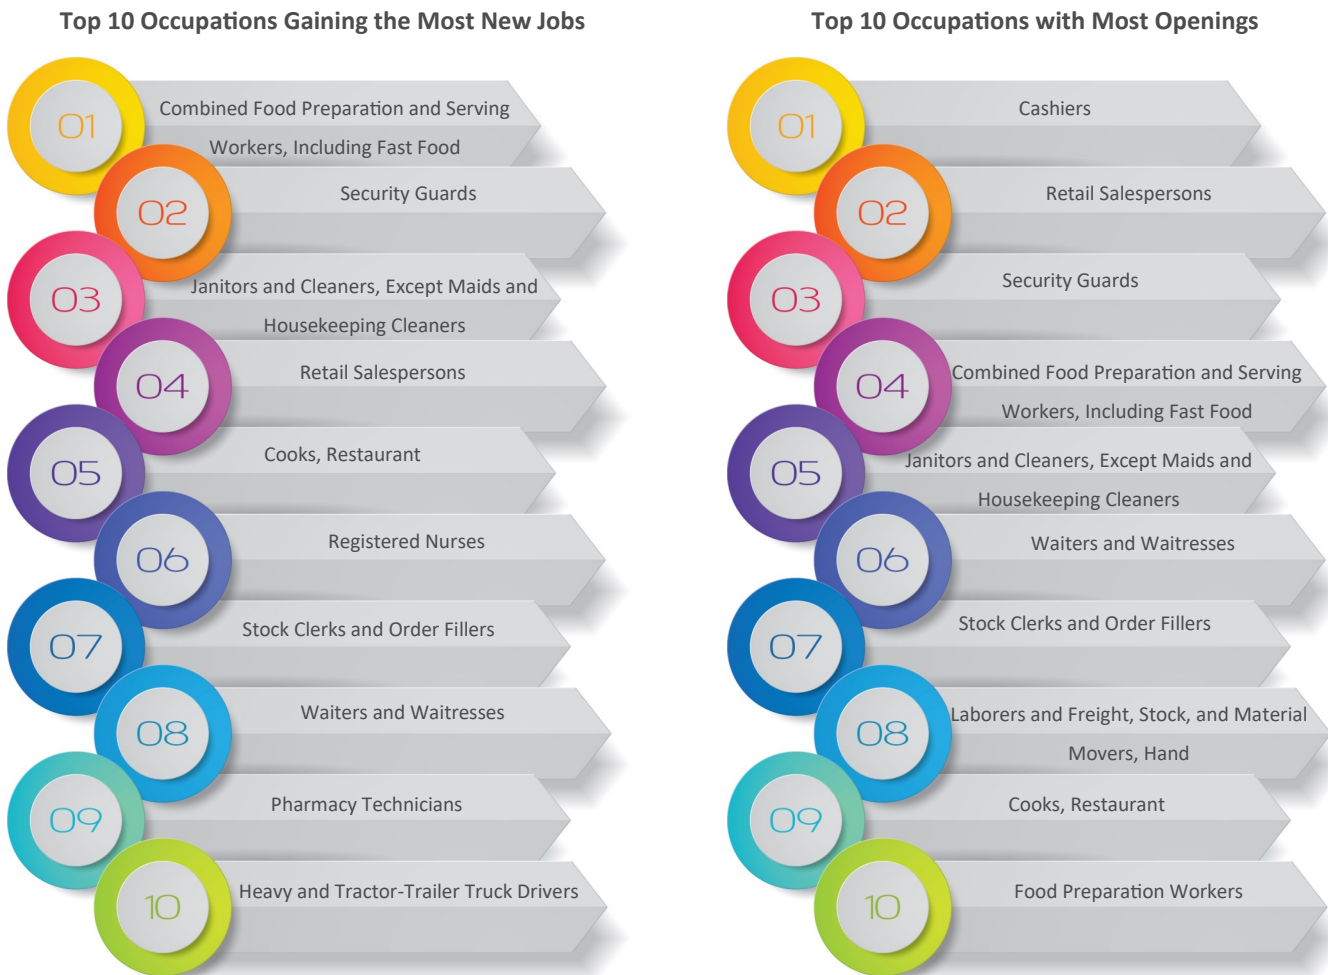 Top 10 Occupations Gaining the Most New Jobs
01
Combined Food Preparation and Serving
Workers, Including Fast Food
02
Security Guards
03
Janitors and Cleaners, Except Maids and
Housekeeping Cleaners
04
Retail Salespersons
05
Cooks, Restaurant
06
Registered Nurses
07
Stock Clerks and Order Fillers
08
Waiters and Waitresses
09
Pharmacy Technicians
10
Heavy and Tractor-Trailer Truck Drivers
Top 10 Occupations with Most Openings
01
Cashiers
02
Retail Salespersons
03
Security Guards
04
Combined Food Preparation and Serving
Workers, Including Fast Food
05
Janitors and Cleaners, Except Maids and
Housekeeping Cleaners
06
Waiters and Waitresses
07
Stock Clerks and Order Fillers
08
Laborers and Freight, Stock, and Material
Movers, Hand
09
Cooks, Restaurant
10
Food Preparation Workers